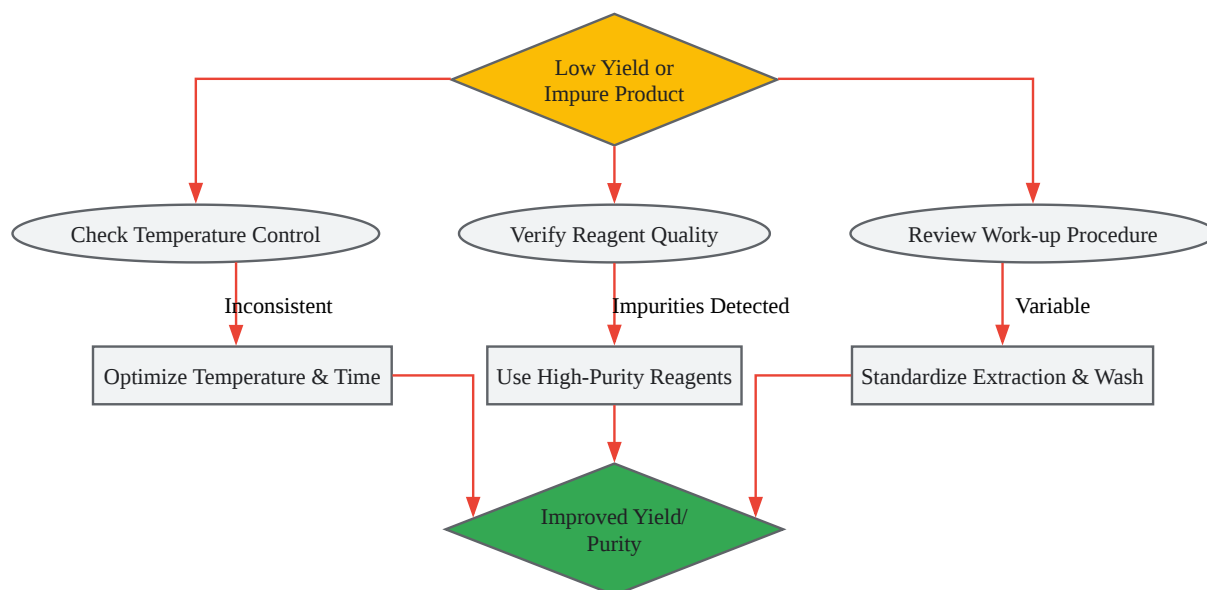 Low Yield or
Impure Product
Check Temperature Control
Verify Reagent Quality
Review Work-up Procedure
Inconsistent
Impurities Detected
Variable
Optimize Temperature & Time
Use High-Purity Reagents
Standardize Extraction & Wash
Improved Yield/
Purity